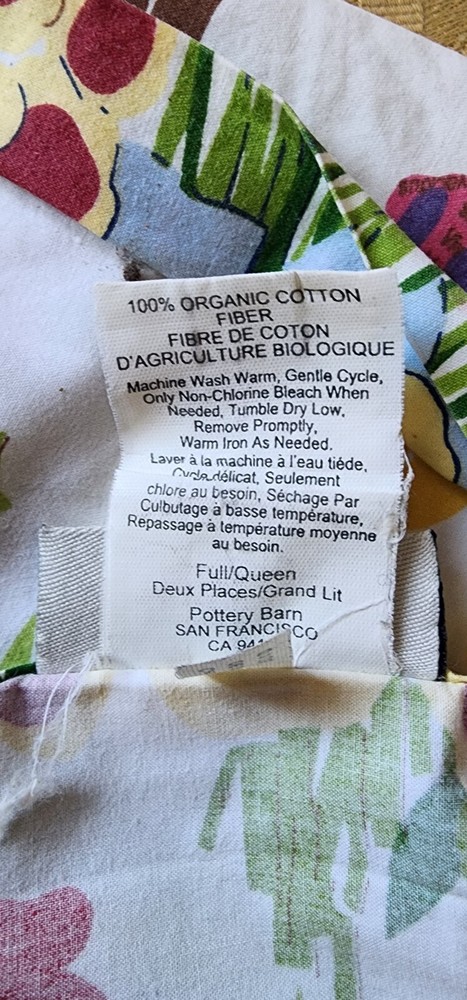 100% ORGANIC COTTON
FIBER
FIBRE DE COTON
D'AGRICULTURE BIOLOGIQUE
Machine Wash Warm, Gentle Cycle,
Only Non-Chlorine Bleach When
Needed, Tumble Dry Low,
Remove Promptly,
Warm Iron As Needed.
Laver à la machine à l'eau tiéde,
Cycle délicat, Seulement
chlore au besoin, Séchage Par
Culbutage à basse température,
Repassage à température moyenne
au besoin.
Full/Queen
Deux Places/Grand Lit
Pottery Barn
SAN FRANCISCO
CA